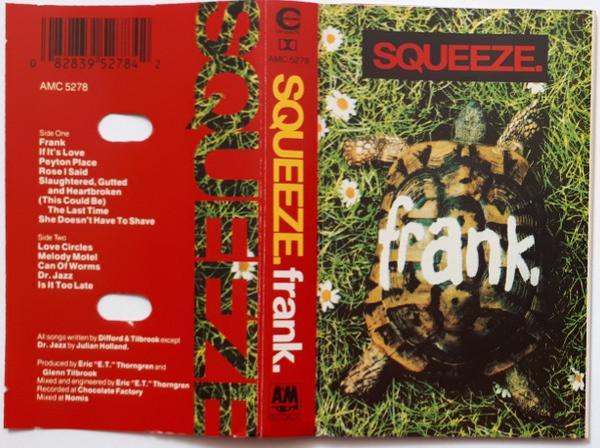 0 82839 52784 2
AMC 5278
Side One
Frank
If It's Love
Peyton Place
Rose I Said
Slaughtered, Gutted
and Heartbroken
(This Could Be)
The Last Time
She Doesn't Have To Shave
Side Two
Love Circles
Melody Motel
Can Of Worms
Dr. Jazz
Is It Too Late
All songs written by Difford & Tilbrook except
Dr. Jazz by Julian Holland.
Produced by Eric "E.T." Thorngren and
Glenn Tilbrook
Mixed and engineered by Eric "E.T." Thorngren
Recorded at Chocolate Factory
Mixed at Nomis
SQUEEZE
AMC 5278
SQUEEZE. frank.
A&M
RECORDS
SQUEEZE.
frank.